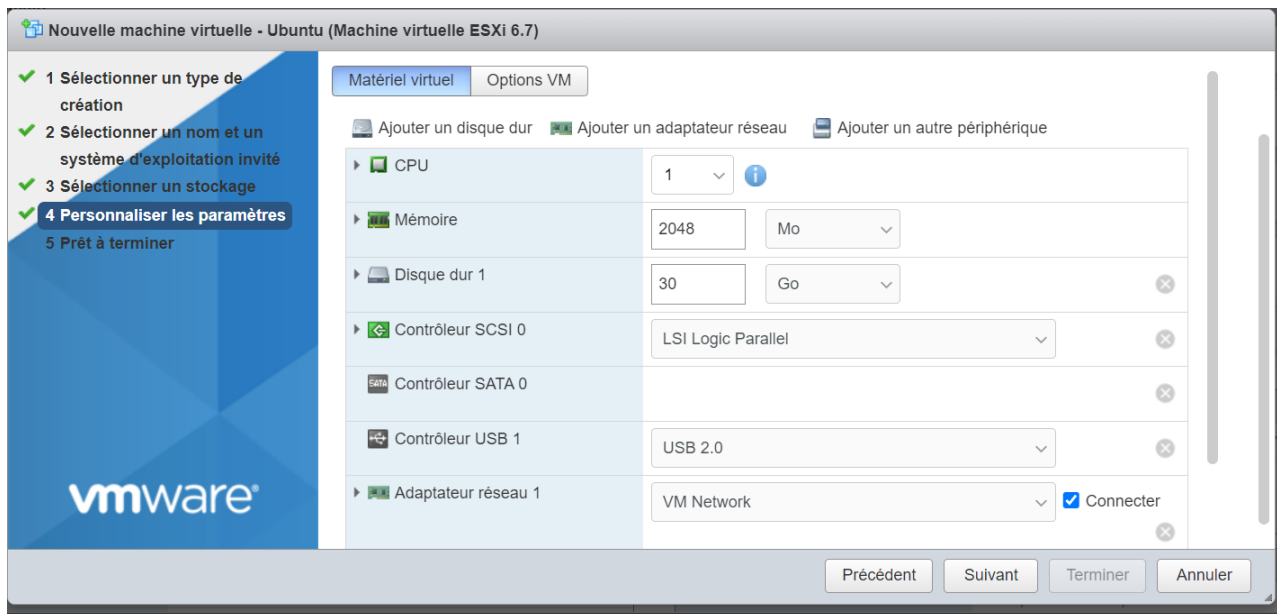 Nouvelle machine virtuelle - Ubuntu (Machine virtuelle ESXi 6.7)
1 Sélectionner un type de
création
2 Sélectionner un nom et un
système d'exploitation invité
3 Sélectionner un stockage
4 Personnaliser les paramètres
5 Prêt à terminer
vmware®
Matériel virtuel Options VM
Ajouter un disque dur Ajouter un adaptateur réseau Ajouter un autre périphérique
CPU 1
Mémoire 2048 Mo
Disque dur 1 30 Go
Contrôleur SCSI 0 LSI Logic Parallel
SATA Contrôleur SATA 0
Contrôleur USB 1 USB 2.0
Adaptateur réseau 1 VM Network Connecter
Précédent Suivant Terminer Annuler